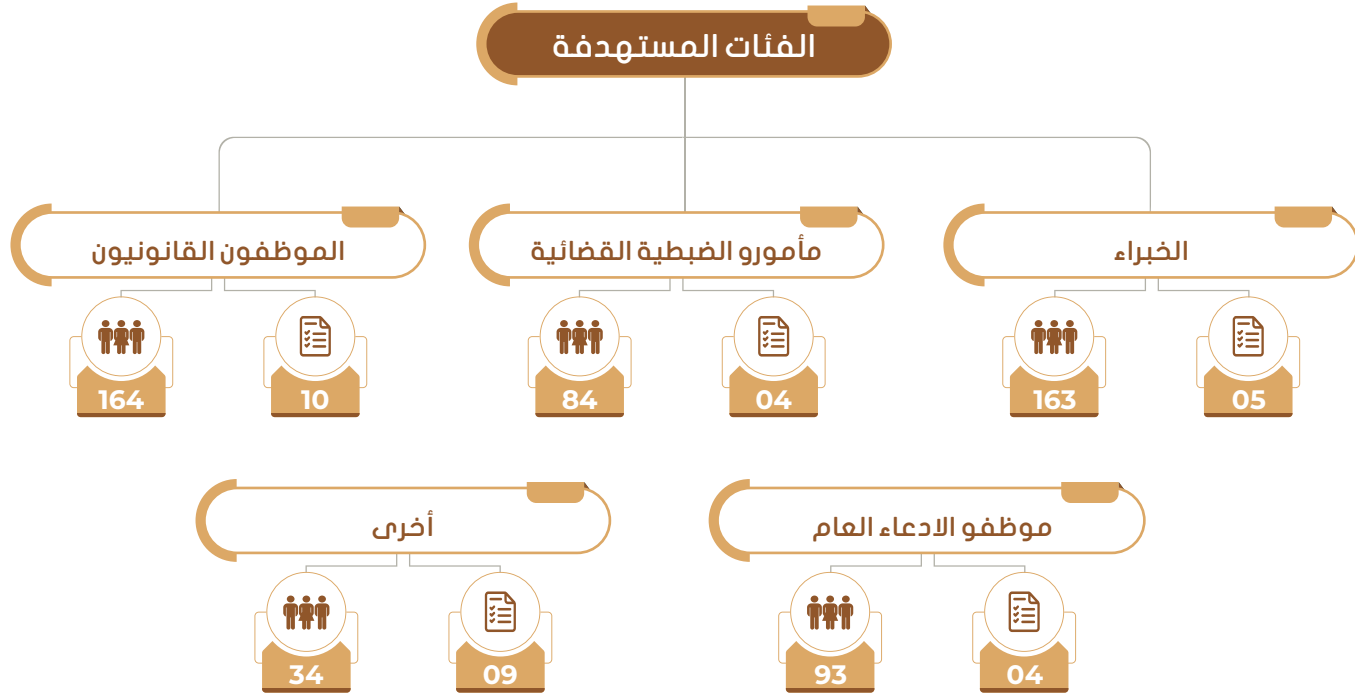 الفئات المستهدفة
الخبراء
مأمورو الضبطية القضائية
الموظفون القانونيون
05
163
04
84
10
164
موظفو الادعاء العام
أخرى
04
93
09
34